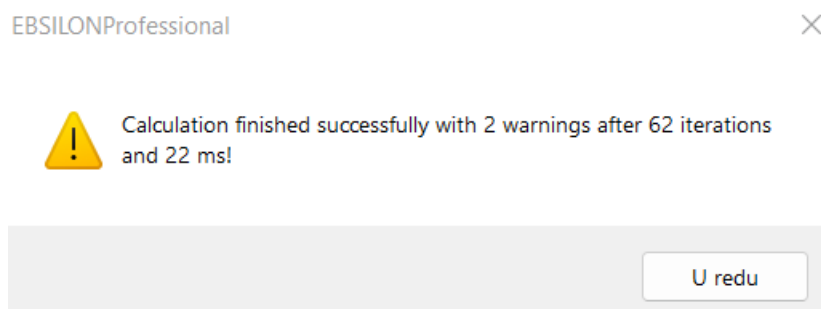 EBSILONProfessional
Calculation finished successfully with 2 warnings after 62 iterations
and 22 ms!
U redu